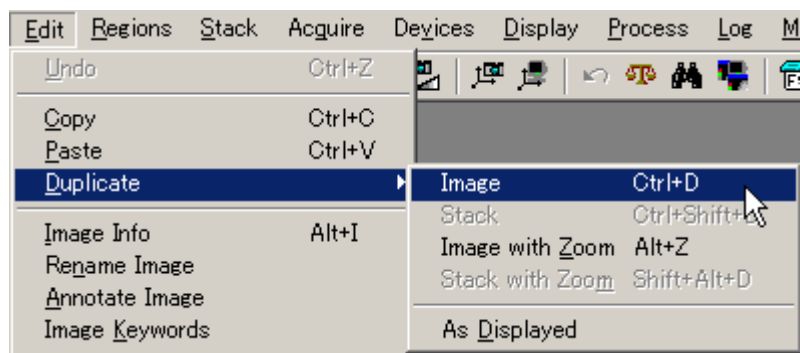 Edit Regions Stack Acquire Devices Display Process Log M
Undo Ctrl+Z
Copy Ctrl+C
Paste Ctrl+V
Duplicate
Image Info Alt+I
Rename Image
Annotate Image
Image Keywords
Image Ctrl+D
Stack Ctrl+Shift+
Image with Zoom Alt+Z
Stack with Zoom Shift+Alt+D
As Displayed